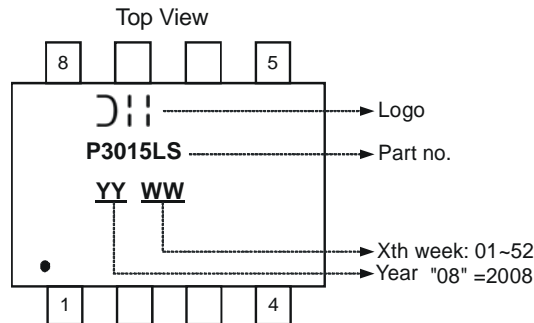 Top View
8 5
Logo
P3015LS Part no.
YY WW
Xth week: 01~52
Year "08" =2008
1 4